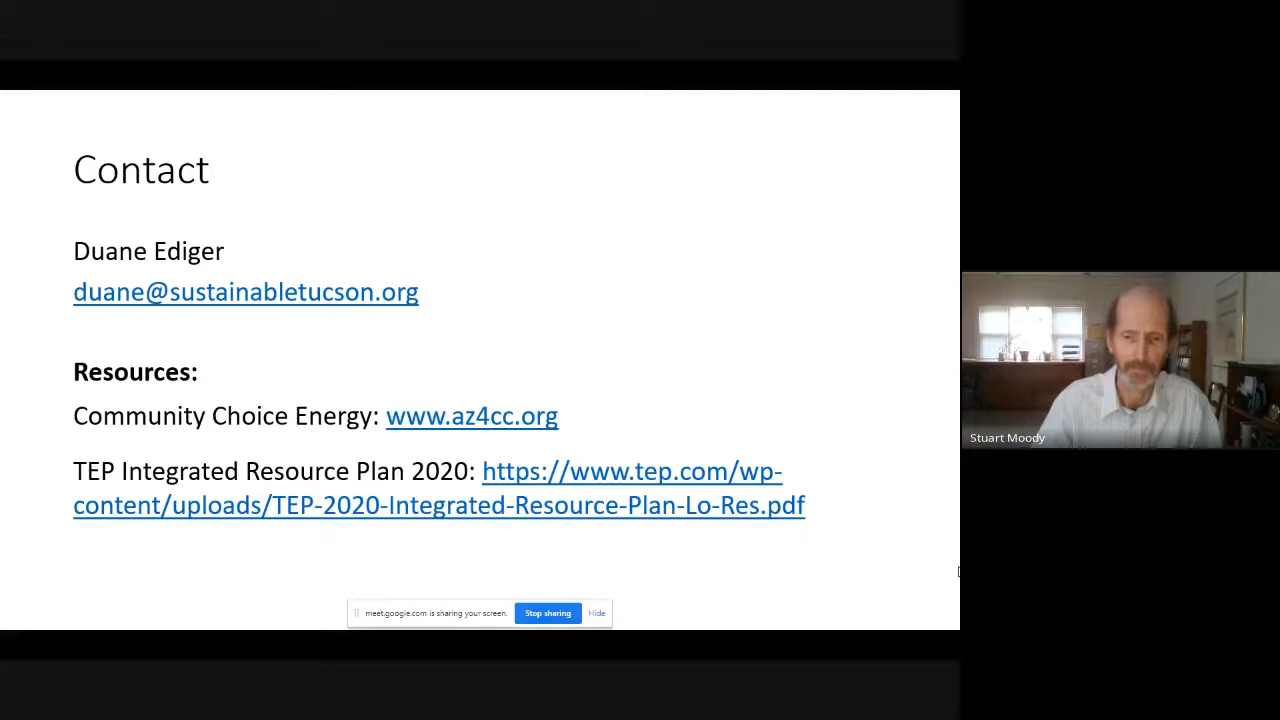 Contact
Duane Ediger
duane@sustainabletucson.org
Resources:
Community Choice Energy: www.az4cc.org
TEP Integrated Resource Plan 2020: https://www.tep.com/wp-
content/uploads/TEP-2020-Integrated-Resource-Plan-Lo-Res.pdf
meet.google.com is sharing your screen. Stop sharing Hide
Stuart Moody